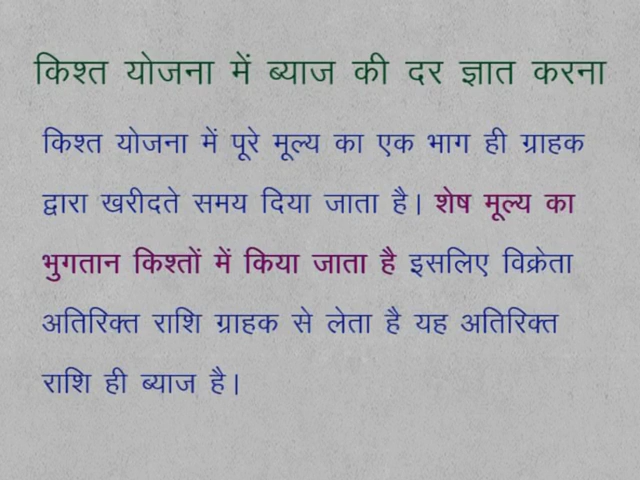 किश्त योजना में ब्याज की दर ज्ञात करना
किश्त योजना में पूरे मूल्य का एक भाग ही ग्राहक
द्वारा खरीदते समय दिया जाता है। शेष मूल्य का
भुगतान किश्तों में किया जाता है इसलिए विक्रेता
अतिरिक्त राशि ग्राहक से लेता है यह अतिरिक्त
राशि ही ब्याज है।